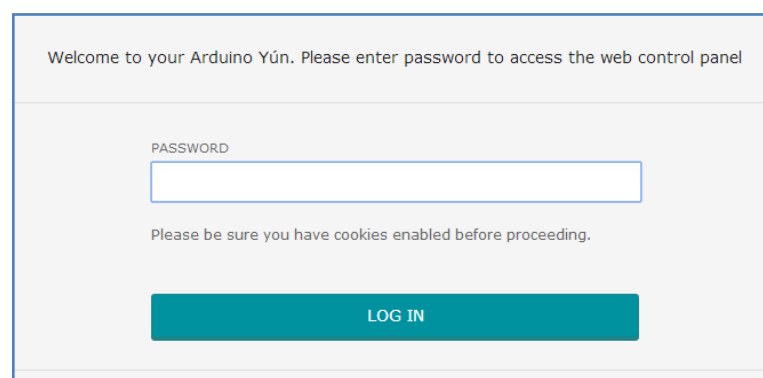 Welcome to your Arduino Yún. Please enter password to access the web control panel
PASSWORD
Please be sure you have cookies enabled before proceeding.
LOG IN